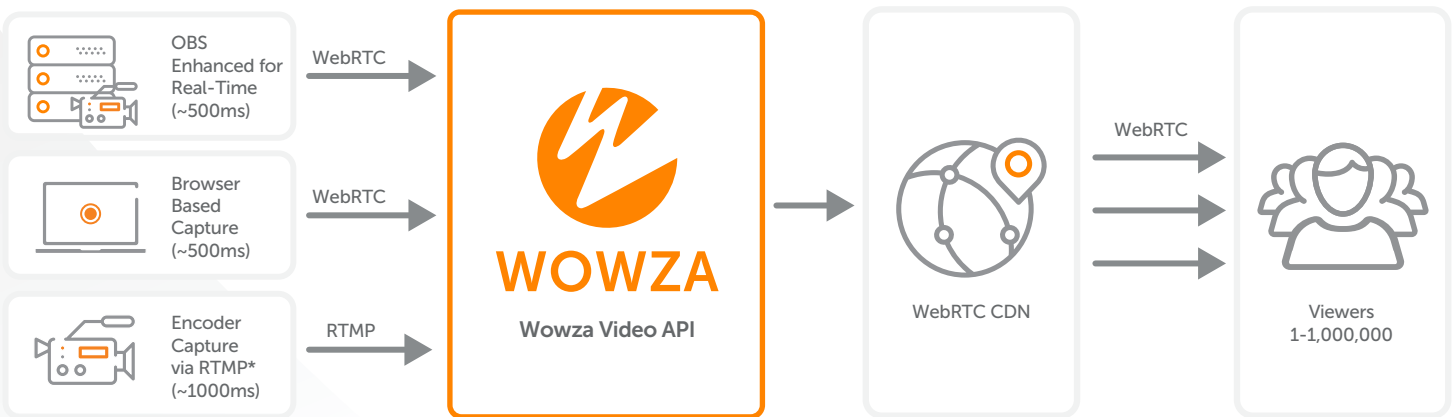 OBS
Enhanced for
Real-Time
(~500ms)
WebRTC
Browser
Based
Capture
(~500ms)
WebRTC
Encoder
Capture
via RTMP*
(~1000ms)
RTMP
WOWZA
Wowza Video API
WebRTC CDN
WebRTC
Viewers
1-1,000,000